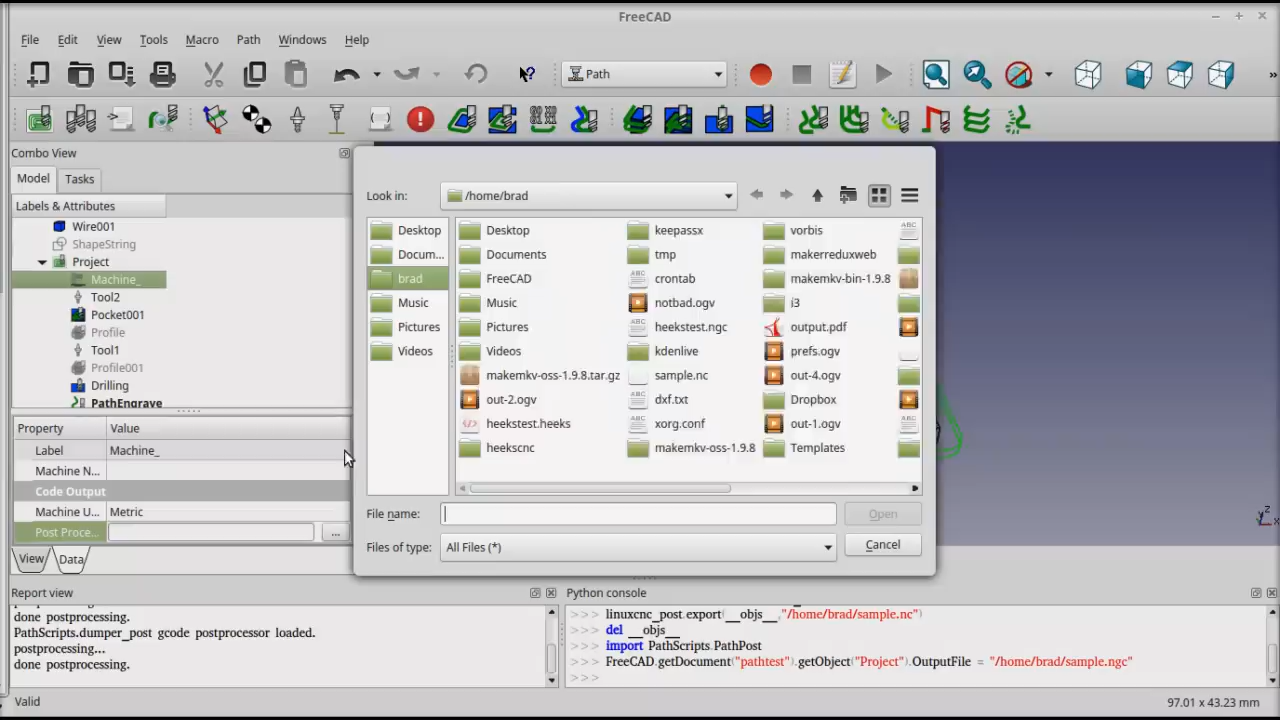 FreeCAD
File Edit View Tools Macro Path Windows Help
Path
Combo View
Model Tasks
Labels & Attributes
Wire001
ShapeString
Project
Machine_
Tool2
Pocket001
Profile
Tool1
Profile001
Drilling
PathEngrave
Property Value
Label Machine_
Machine N...
Code Output
Machine U... Metric
Post Proce... ...
View Data
Look in: /home/brad
Desktop
Docum...
brad
Music
Pictures
Videos
Desktop
Documents
FreeCAD
Music
Pictures
Videos
makemkv-oss-1.9.8.tar.gz
out-2.ogv
heekstest.heeks
heekscnc
keepassx
tmp
crontab
notbad.ogv
heekstest.ngc
kdenlive
sample.nc
dxf.txt
xorg.conf
makemkv-oss-1.9.8
vorbis
makerreduxweb
makemkv-bin-1.9.8
i3
output.pdf
prefs.ogv
out-4.ogv
Dropbox
out-1.ogv
Templates
File name: Open
Files of type: All Files (*) Cancel
Report view
done postprocessing.
PathScripts.dumper_post gcode postprocessor loaded.
postprocessing...
done postprocessing.
Python console
>>> linuxcnc_post.export(__objs__,"/home/brad/sample.nc")
>>> del __objs__
>>> import PathScripts.PathPost
>>> FreeCAD.getDocument("pathtest").getObject("Project").OutputFile = "/home/brad/sample.ngc"
>>>
Valid
97.01 x 43.23 mm